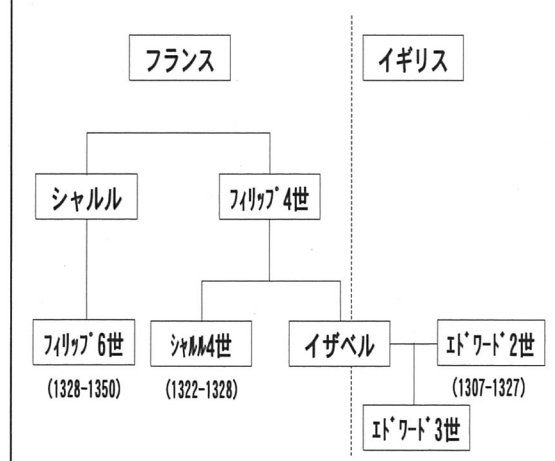 フランス
イギリス
シャルル
フィリップ4世
フィリップ6世
シャルル4世
イザベル
エドワード2世
(1328-1350)
(1322-1328)
(1307-1327)
エドワード3世